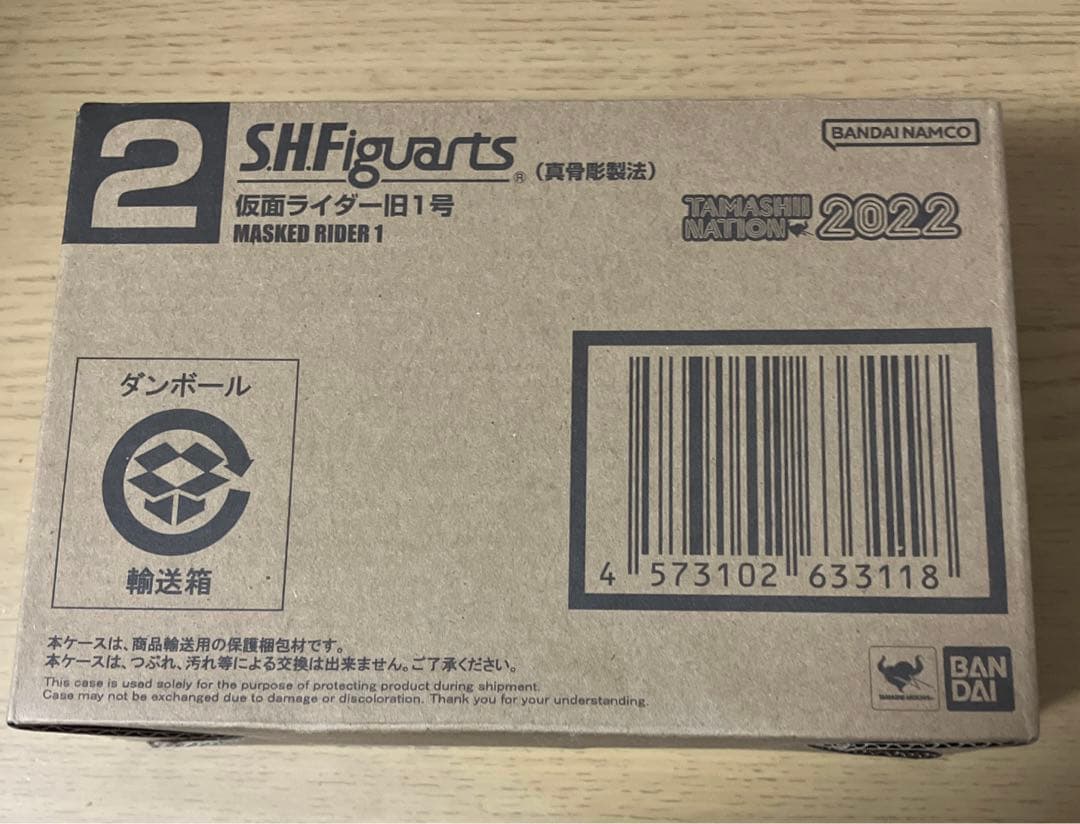 2
S.H.Figuarts® (真骨彫製法)
仮面ライダー旧1号
MASKED RIDER 1
BANDAI NAMCO
TAMASHII
NATION 2022
ダンボール
輸送箱
4 573102 633118
本ケースは、商品輸送用の保護梱包材です。
本ケースは、つぶれ、汚れ等による交換は出来ません。ご了承ください。
This case is used solely for the purpose of protecting product during shipment.
Case may not be exchanged due to damage or discoloration. Thank you for your understanding.
TAMASHII NATIONS
BAN
DAI